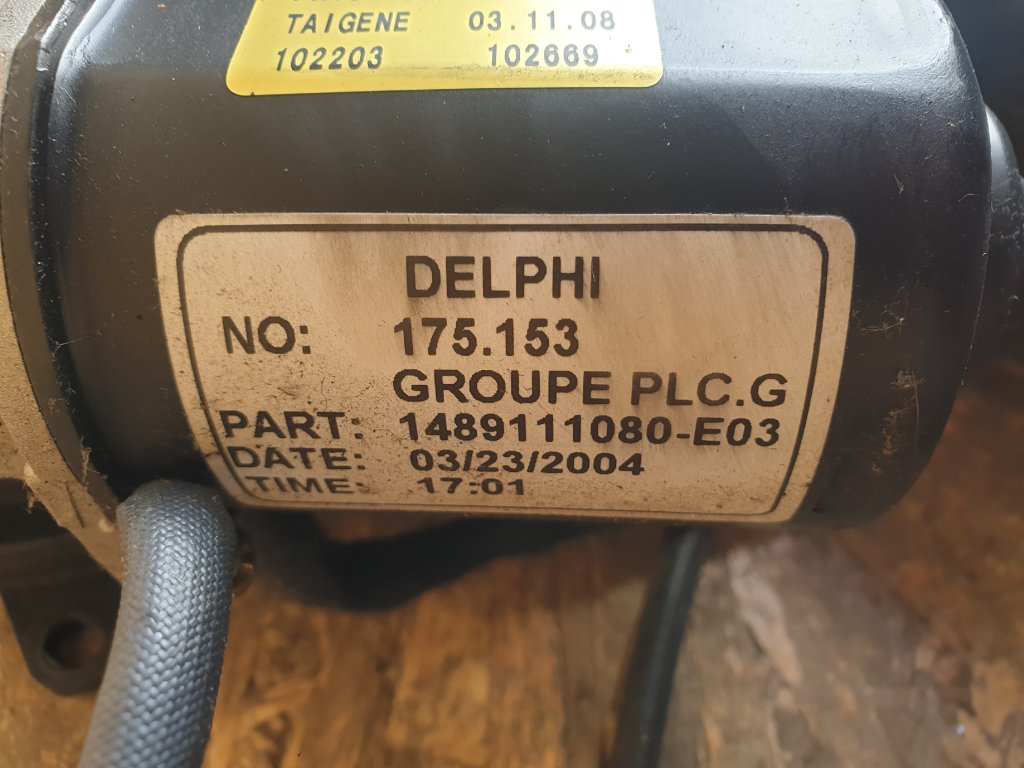 TAIGENE 03.11.08
102203 102669
DELPHI
NO: 175.153
GROUPE PLC.G
PART: 1489111080-E03
DATE: 03/23/2004
TIME: 17:01